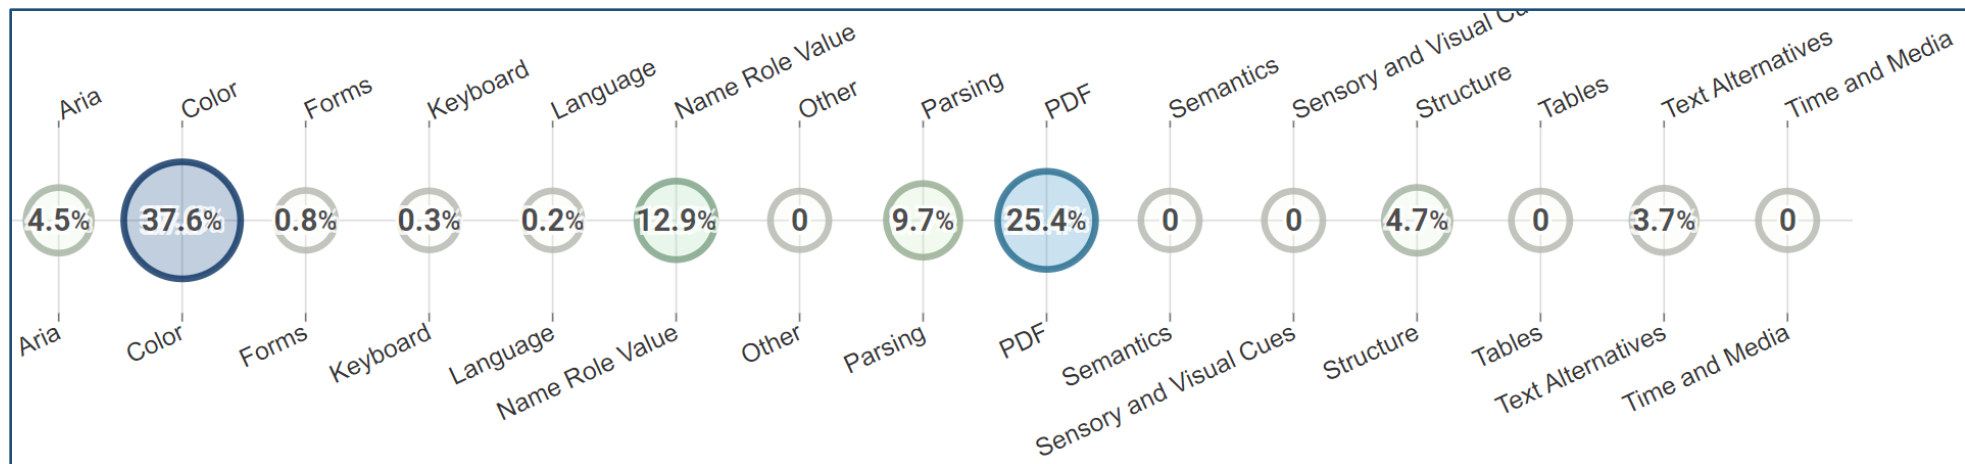 Aria
Color
Forms
Keyboard
Language
Name Role Value
Other
Parsing
PDF
Semantics
Sensory and Visual
Structure
Tables
Text Alternatives
Time and Media
4.5%
37.6%
0.8%
0.3%
0.2%
12.9%
0
9.7%
25.4%
0
0
4.7%
0
3.7%
0
Aria
Color
Forms
Keyboard
Language
Name Role Value
Other
Parsing
PDF
Semantics
Sensory and Visual Cues
Structure
Tables
Text Alternatives
Time and Media